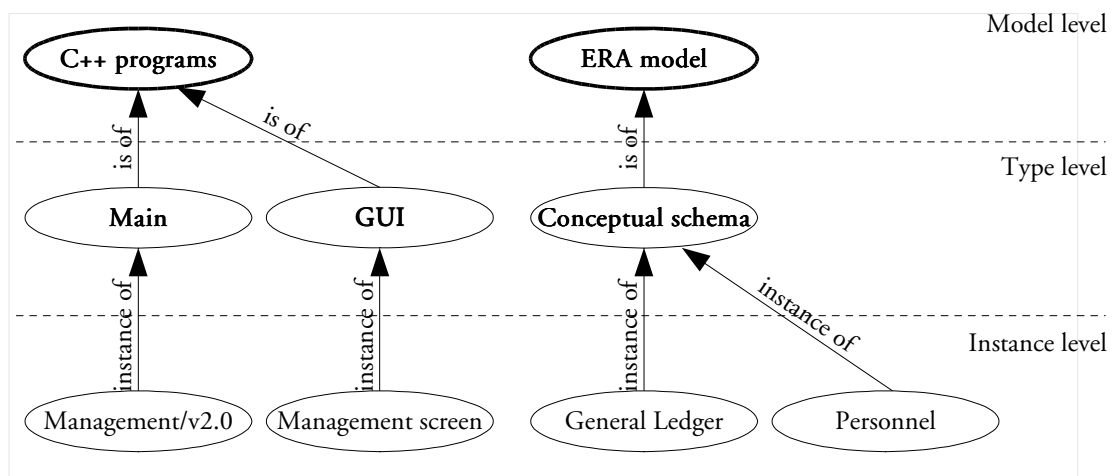 Model level
C++ programs
ERA model
is of
is of
is of
Type level
Main
GUI
Conceptual schema
instance of
instance of
instance of
instance of
Instance level
Management/v2.0
Management screen
General Ledger
Personnel